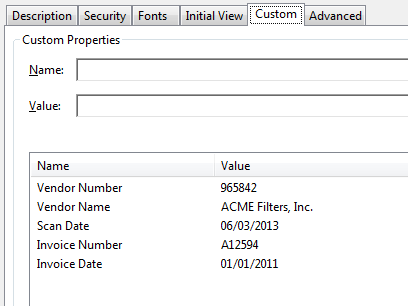 Description Security Fonts Initial View Custom Advanced
Custom Properties
Name:
Value:
Name Value
Vendor Number 965842
Vendor Name ACME Filters, Inc.
Scan Date 06/03/2013
Invoice Number A12594
Invoice Date 01/01/2011